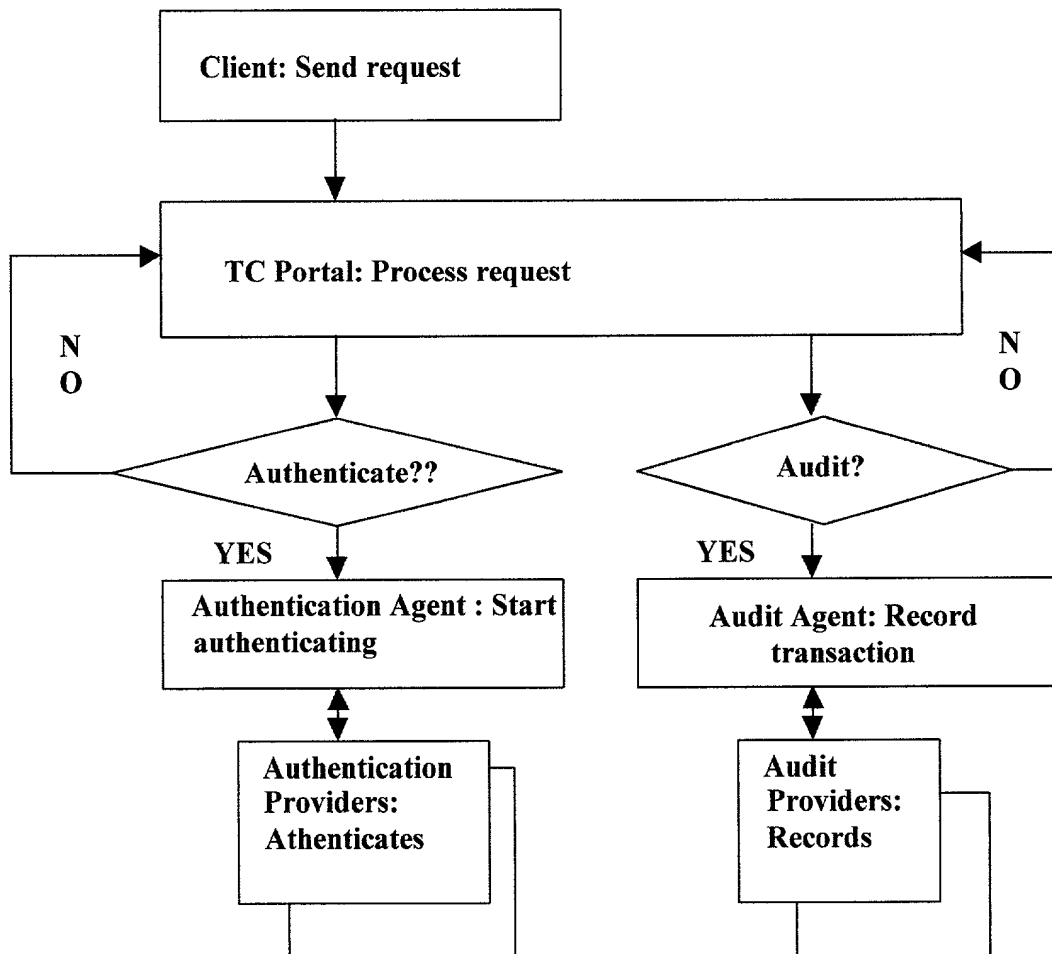 Client: Send request
TC Portal: Process request
N
O
N
O
Authenticate??
Audit?
YES
YES
Authentication Agent : Start
authenticating
Audit Agent: Record
transaction
Authentication
Providers:
Athenticates
Audit
Providers:
Records